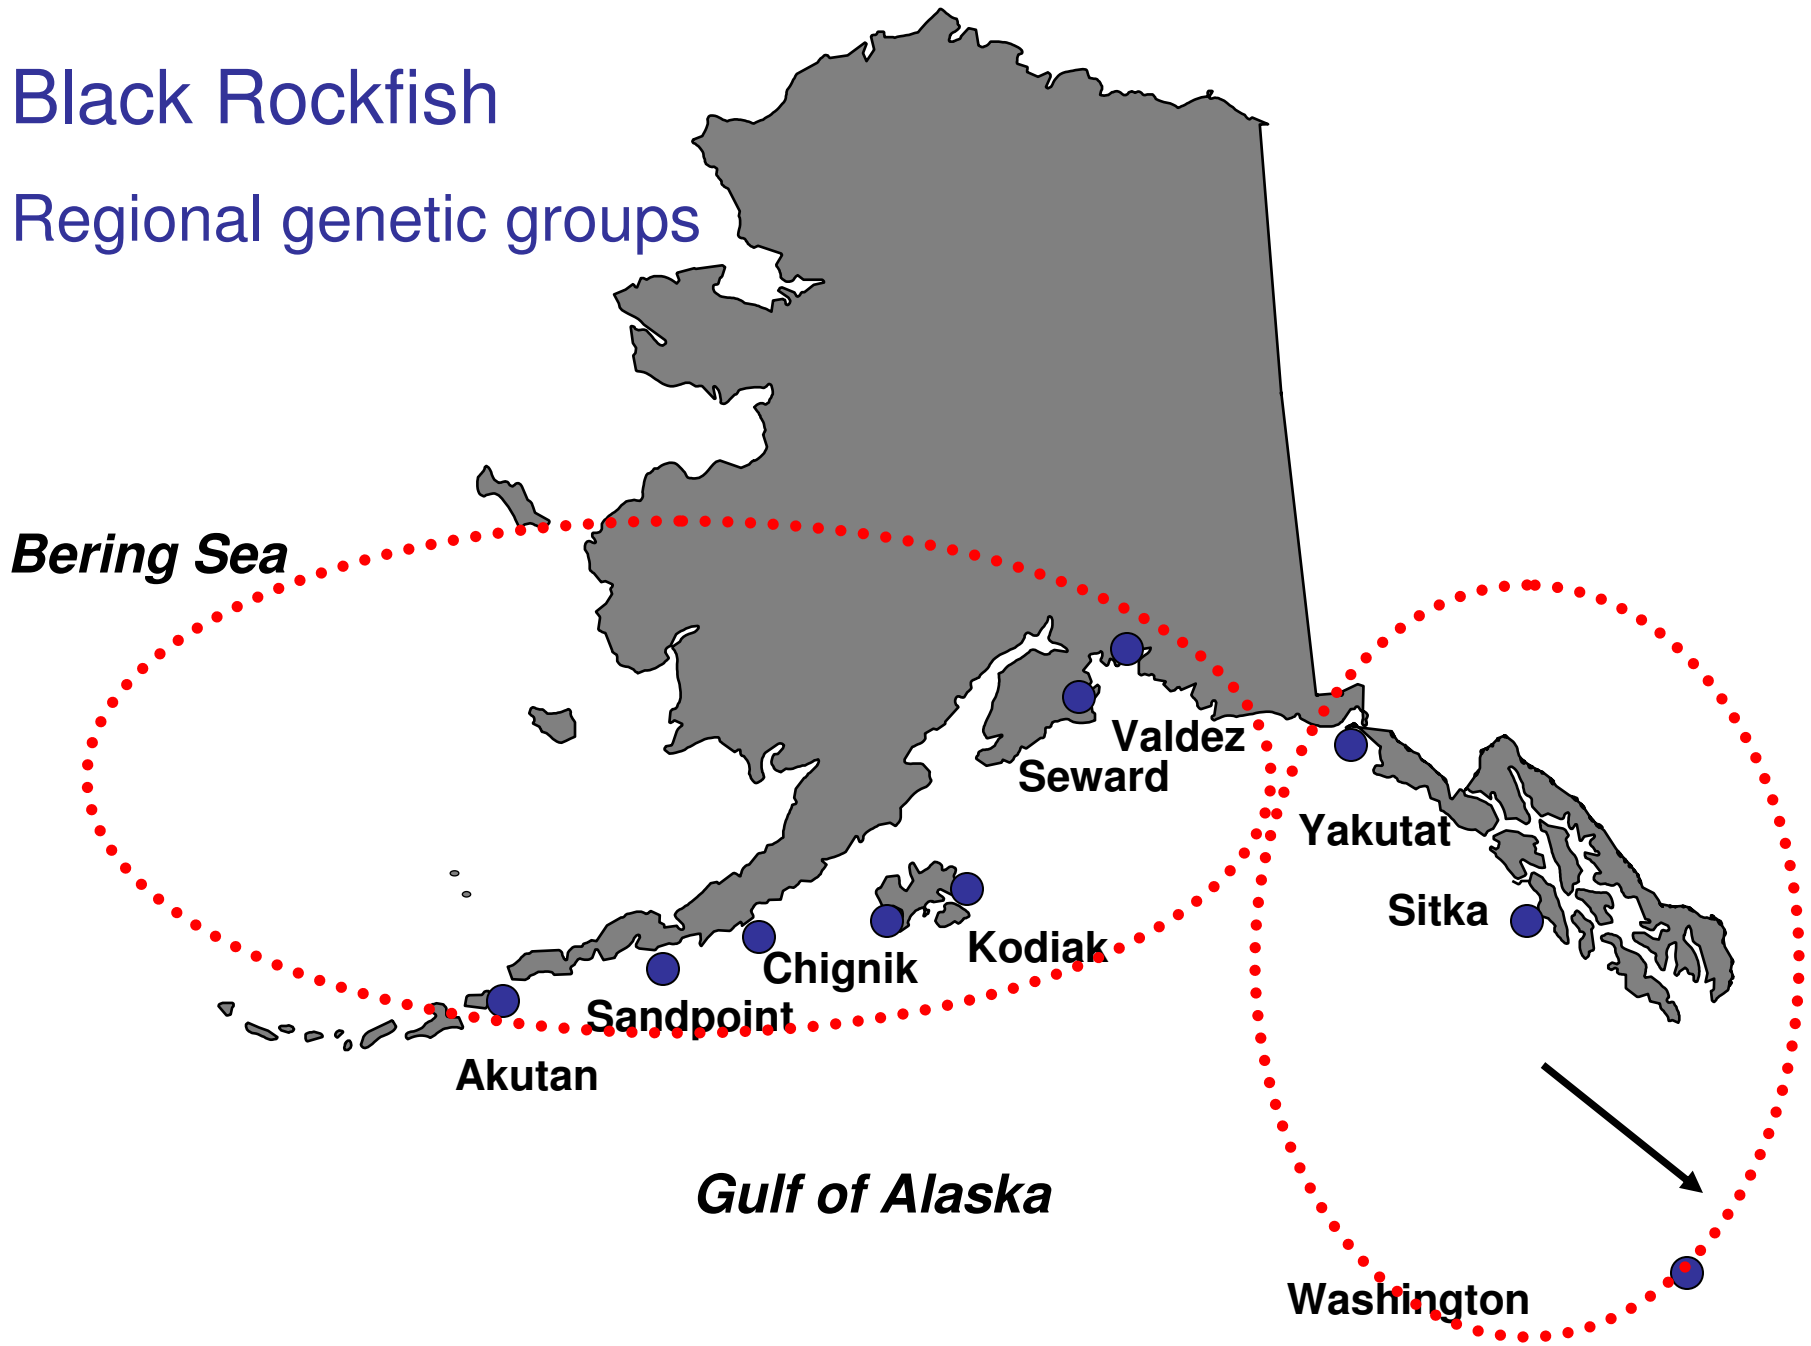 Black Rockfish
Regional genetic groups
Bering Sea
Valdez
Seward
Yakutat
Sitka
Kodiak
Chignik
Sandpoint
Akutan
Gulf of Alaska
Washington